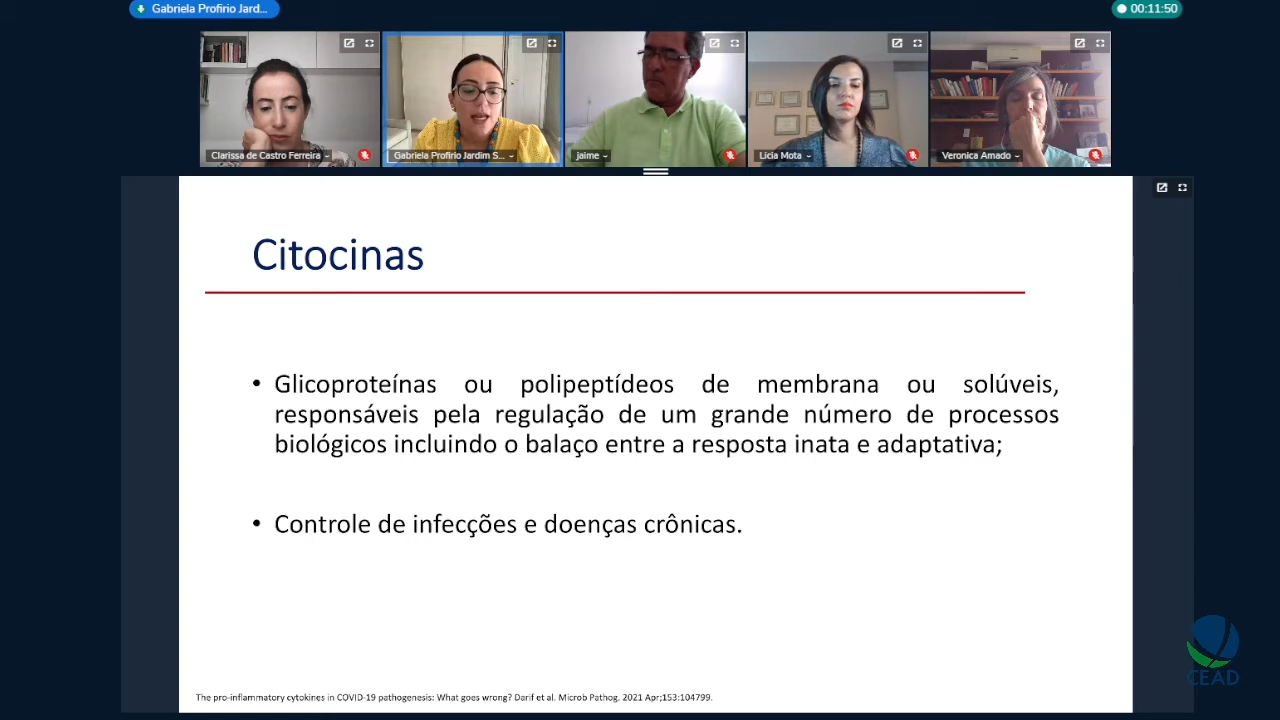 Gabriela Profirio Jard...
00:11:50
Clarissa de Castro Ferreira
Gabriela Profirio Jardim S...
jaime
Licia Mota
Veronica Amado
Citocinas
• Glicoproteínas ou polipeptídeos de membrana ou solúveis,
responsáveis pela regulação de um grande número de processos
biológicos incluindo o balaço entre a resposta inata e adaptativa;
• Controle de infecções e doenças crônicas.
The pro-inflammatory cytokines in COVID-19 pathogenesis: What goes wrong? Darif et al. Microb Pathog. 2021 Apr;153:104799.
CEAD